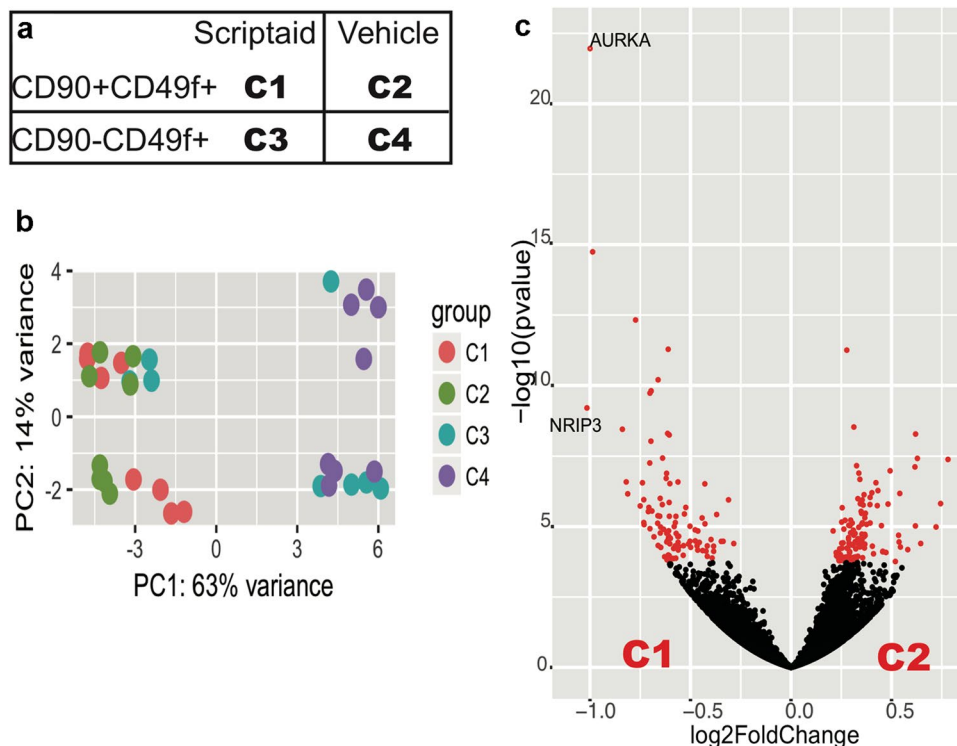 a
Scriptaid Vehicle
CD90+CD49f+ C1 C2
CD90-CD49f+ C3 C4
b
4
2
0
-2
-3 0 3 6
PC1: 63% variance
PC2: 14% variance
group
C1
C2
C3
C4
c
AURKA
20
15
10
5
0
−log10(pvalue)
NRIP3
C1 C2
−1.0 −0.5 0.0 0.5
log2FoldChange